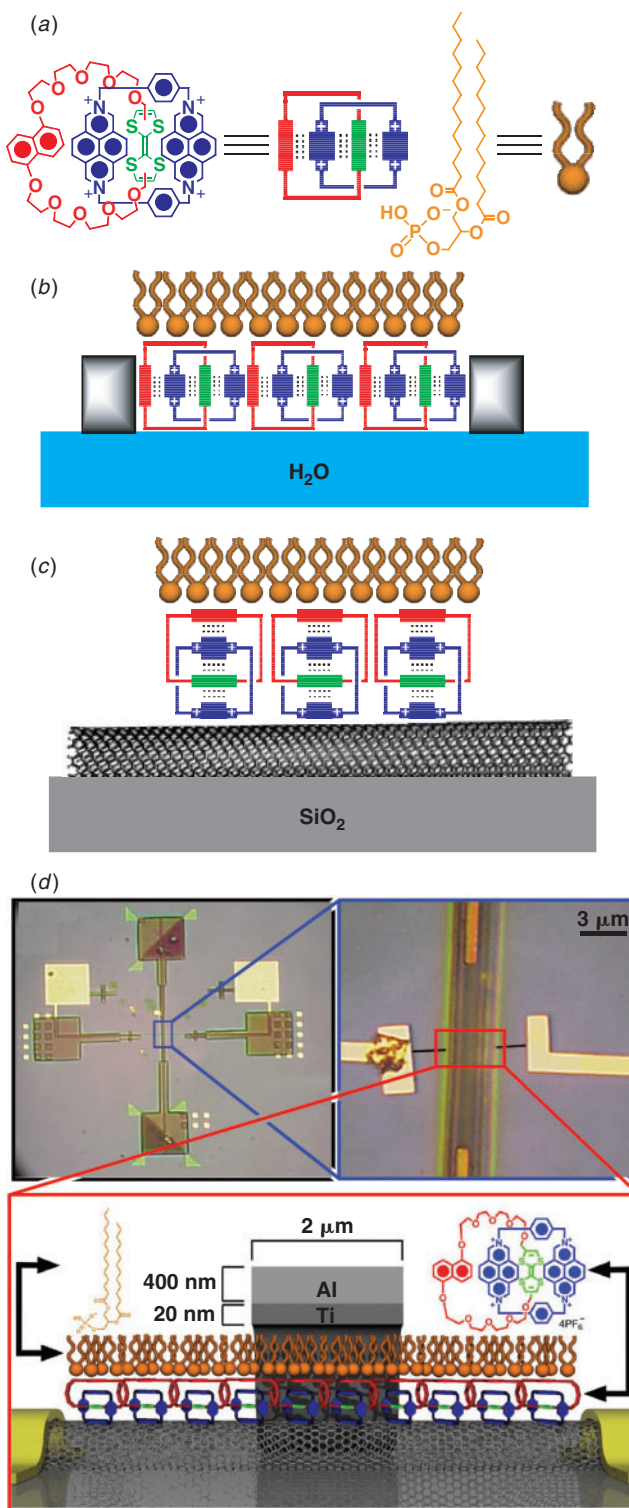 (a)
O O O O
O O
N + N +
S S
S S
N + N +
O O
O O O
HO O −
P
O O
O O
O
(b)
+ + + + + +
+ + + + + +
H2O
(c)
+ + + + + +
+ + + + + +
SiO2
(d)
3 μm
2 μm
400 nm
Al
20 nm
Ti
4PF6−